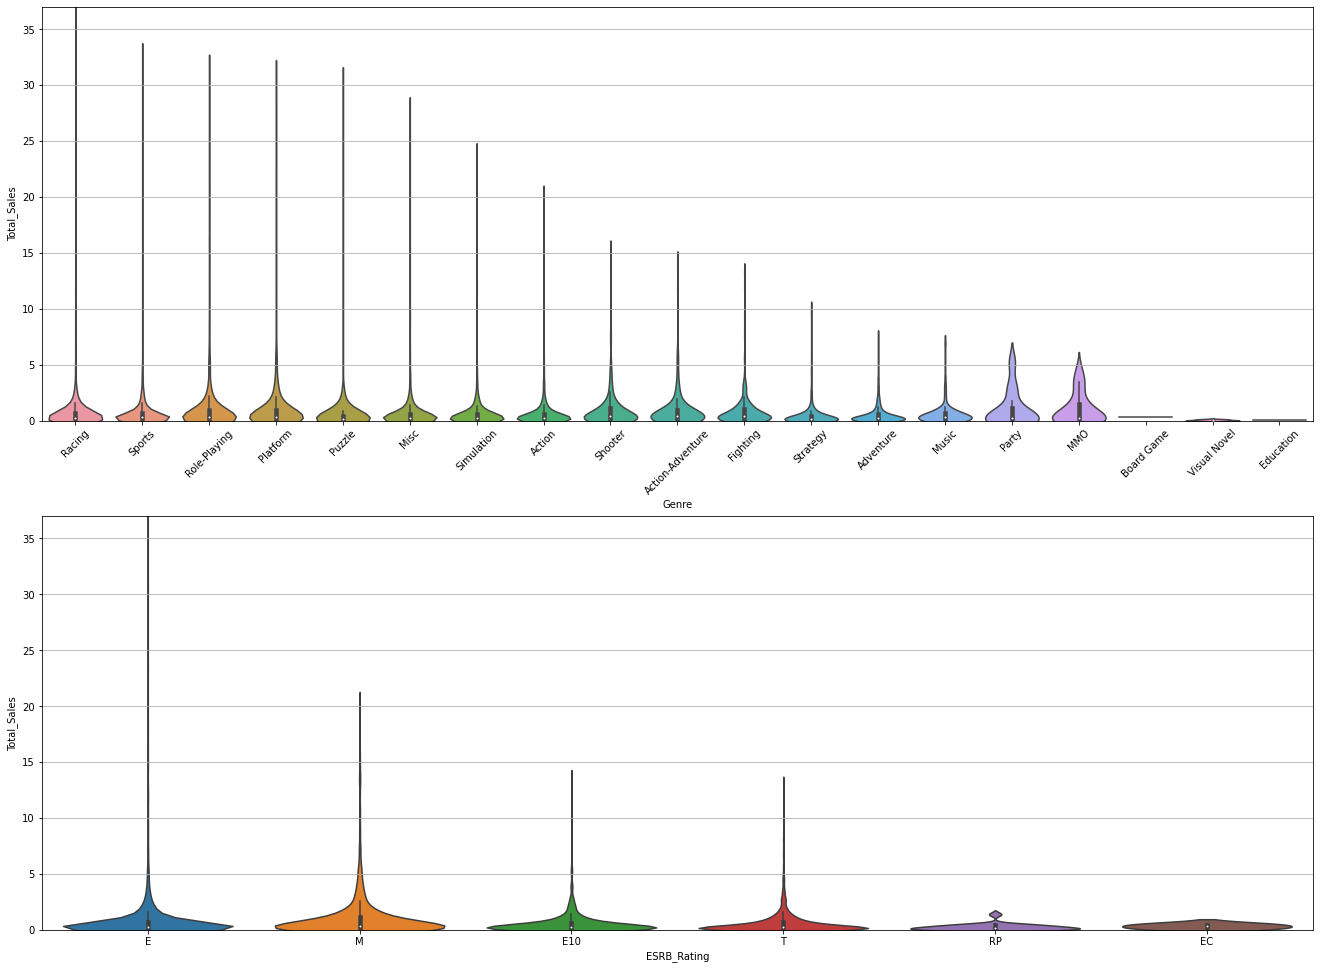 35
30
25
20
15
10
5
0
Total_Sales
Racing
Sports
Role-Playing
Platform
Puzzle
Misc
Simulation
Action
Shooter
Action-Adventure
Fighting
Strategy
Adventure
Music
Party
MMO
Board Game
Visual Novel
Education
Genre
35
30
25
20
15
10
5
0
Total_Sales
E
M
E10
T
RP
EC
ESRB_Rating